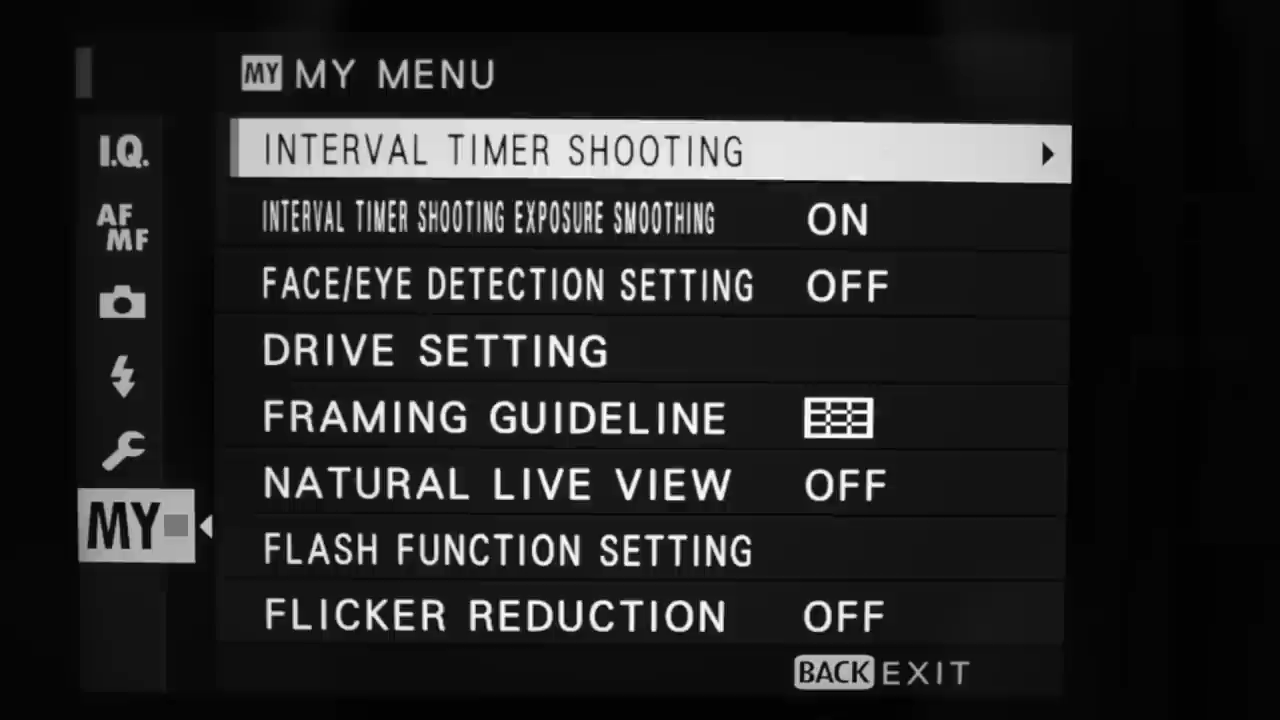 MY MY MENU
I.Q.
INTERVAL TIMER SHOOTING
AF
MF
INTERVAL TIMER SHOOTING EXPOSURE SMOOTHING ON
FACE/EYE DETECTION SETTING OFF
DRIVE SETTING
FRAMING GUIDELINE
NATURAL LIVE VIEW OFF
MY
FLASH FUNCTION SETTING
FLICKER REDUCTION OFF
BACK EXIT